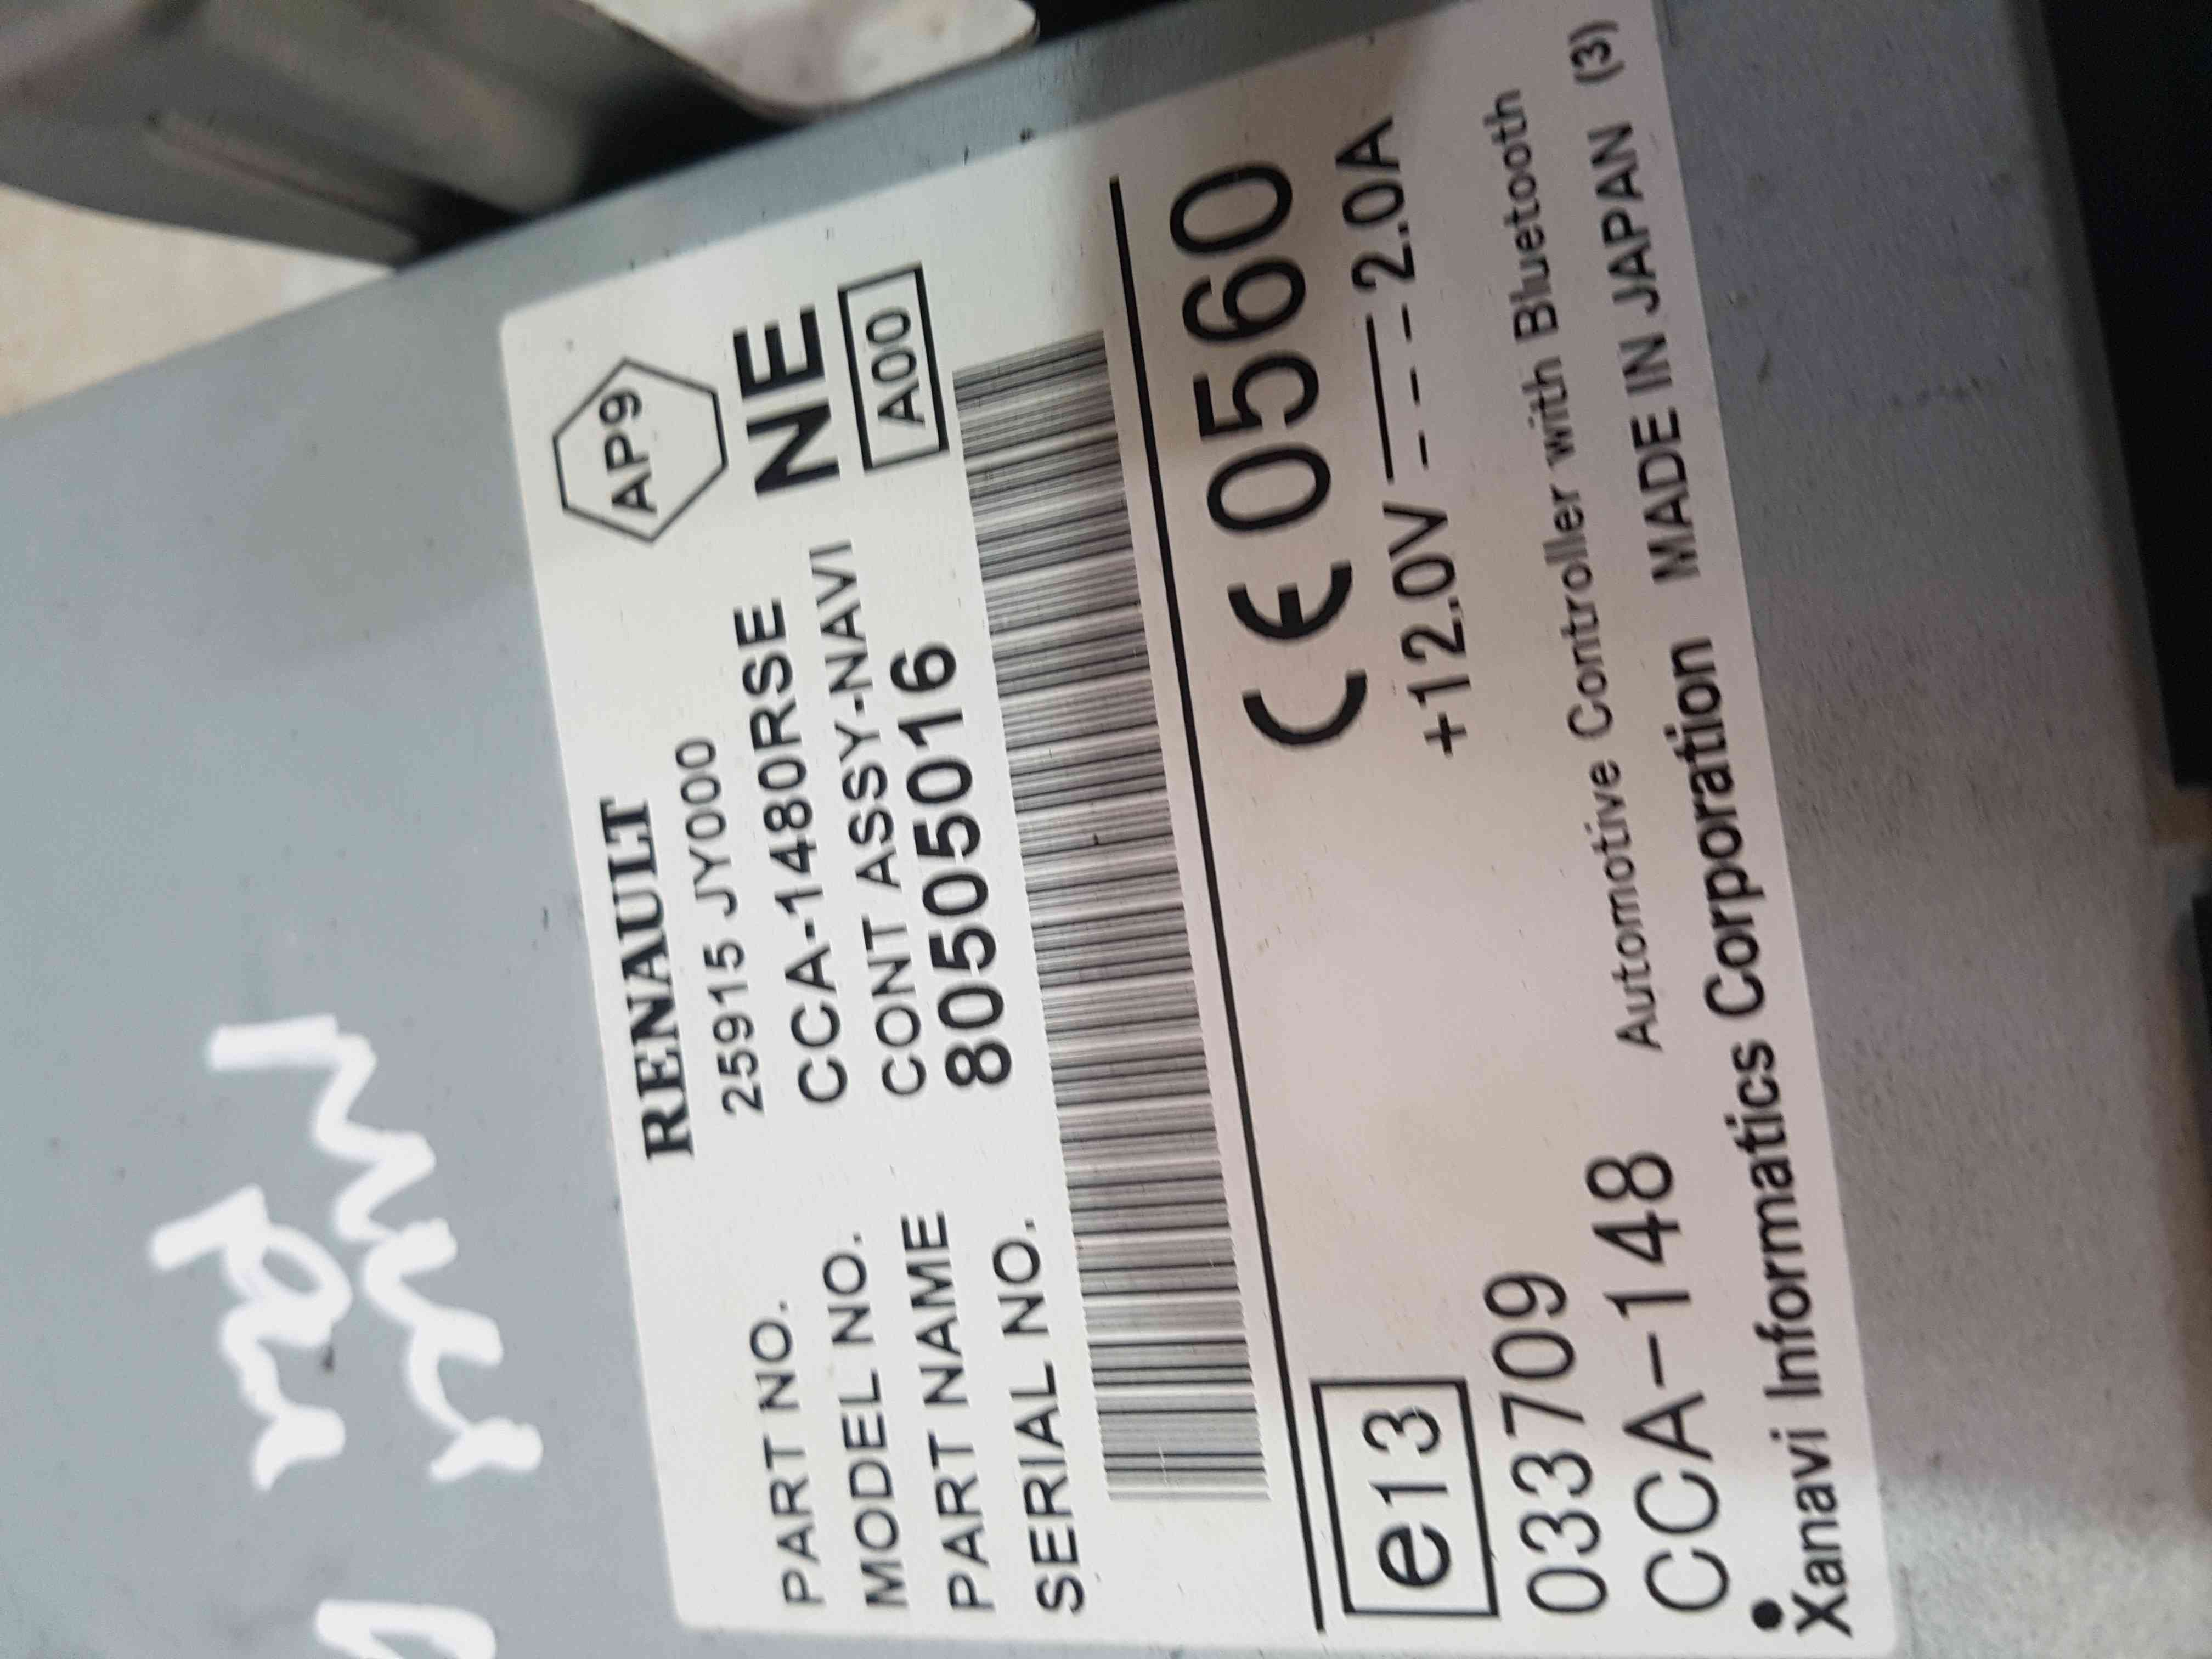 RENAULT
AP9
PART NO. 25915 JY000
MODEL NO. CCA-1480RSE NE
PART NAME CONT ASSY-NAVI
SERIAL NO. 80505016 A00
e13
CE 0560
033709 +12.0V 2.0A
CCA-148 Automotive Controller with Bluetooth
Xanavi Informatics Corporation MADE IN JAPAN (3)